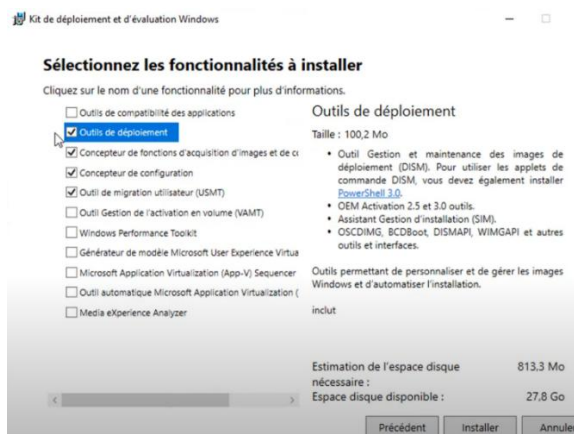 Kit de déploiement et d'évaluation Windows
Sélectionnez les fonctionnalités à installer
Cliquez sur le nom d'une fonctionnalité pour plus d'informations.
Outils de compatibilité des applications
Outils de déploiement
Concepteur de fonctions d'acquisition d'images et de co
Concepteur de configuration
Outil de migration utilisateur (USMT)
Outil Gestion de l'activation en volume (VAMT)
Windows Performance Toolkit
Générateur de modèle Microsoft User Experience Virtua
Microsoft Application Virtualization (App-V) Sequencer
Outil automatique Microsoft Application Virtualization (
Media eXperience Analyzer
Outils de déploiement
Taille : 100,2 Mo
• Outil Gestion et maintenance des images de
déploiement (DISM). Pour utiliser les applets de
commande DISM, vous devez également installer
PowerShell 3.0.
• OEM Activation 2.5 et 3.0 outils.
• Assistant Gestion d'installation (SIM).
• OSCDIMG, BCDBoot, DISMAPI, WIMGAPI et autres
outils et interfaces.
Outils permettant de personnaliser et de gérer les images
Windows et d'automatiser l'installation.
inclut
Estimation de l'espace disque 813,3 Mo
nécessaire :
Espace disque disponible : 27,8 Go
Précédent Installer Annuler